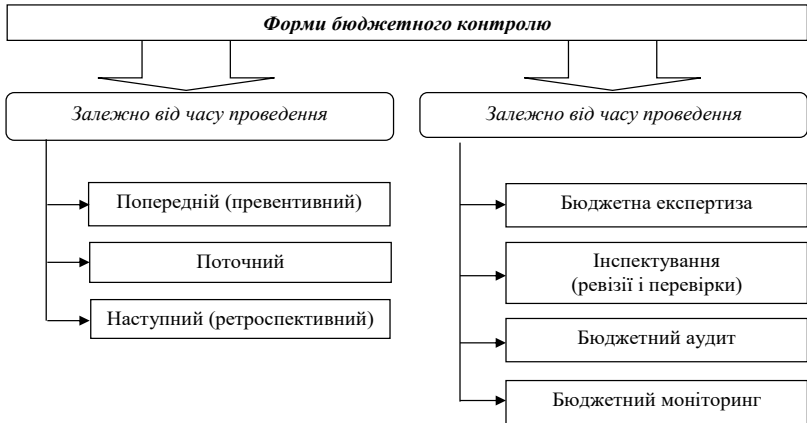 Форми бюджетного контролю
Залежно від часу проведення
Попередній (превентивний)
Поточний
Наступний (ретроспективний)
Залежно від часу проведення
Бюджетна експертиза
Інспектування
(ревізії і перевірки)
Бюджетний аудит
Бюджетний моніторинг